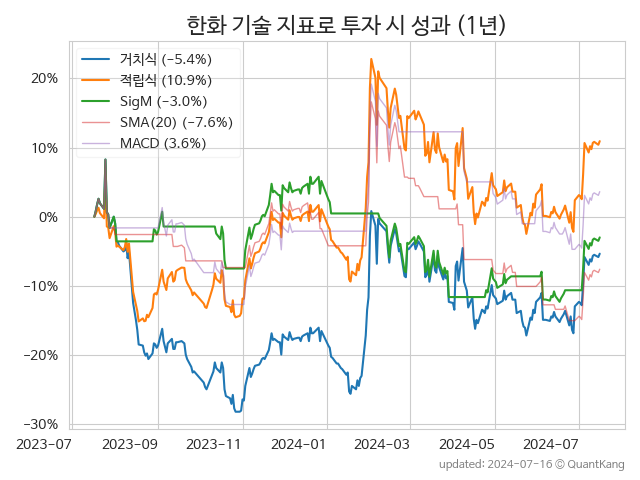 한화 기술 지표로 투자 시 성과 (1년)
거치식 (−5.4%)
적립식 (10.9%)
SigM (−3.0%)
SMA(20) (−7.6%)
MACD (3.6%)
20%
10%
0%
−10%
−20%
−30%
2023-07 2023-09 2023-11 2024-01 2024-03 2024-05 2024-07
updated: 2024-07-16 © QuantKang